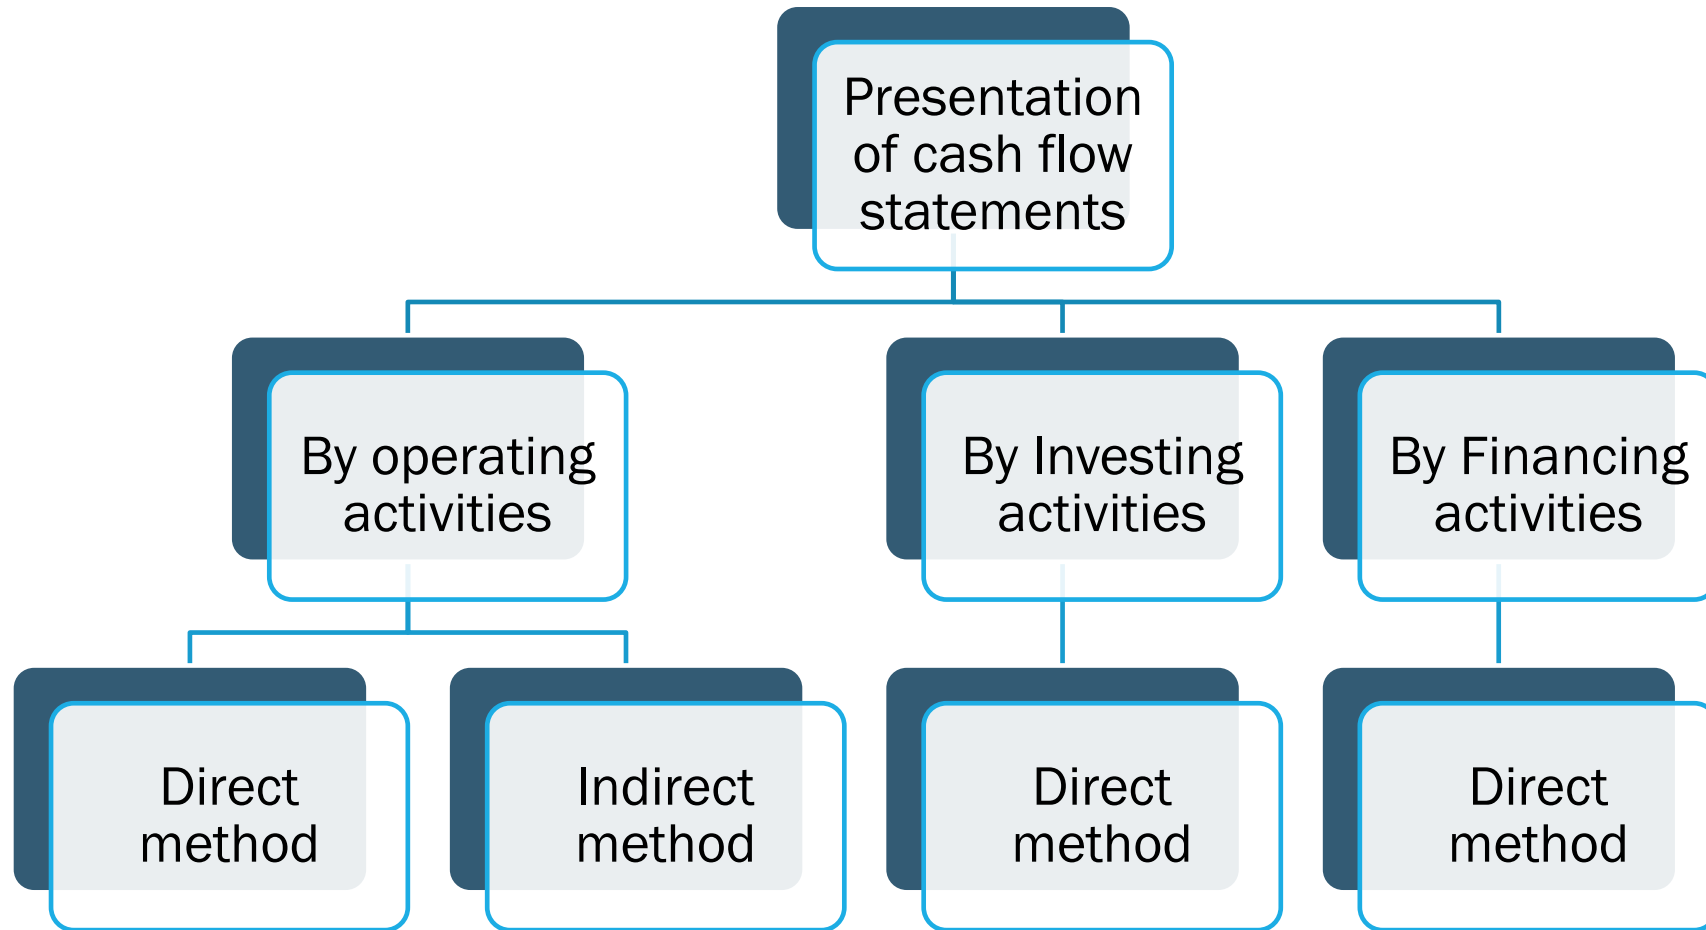 Presentation
of cash flow
statements
By operating
activities
By Investing
activities
By Financing
activities
Direct
method
Indirect
method
Direct
method
Direct
method